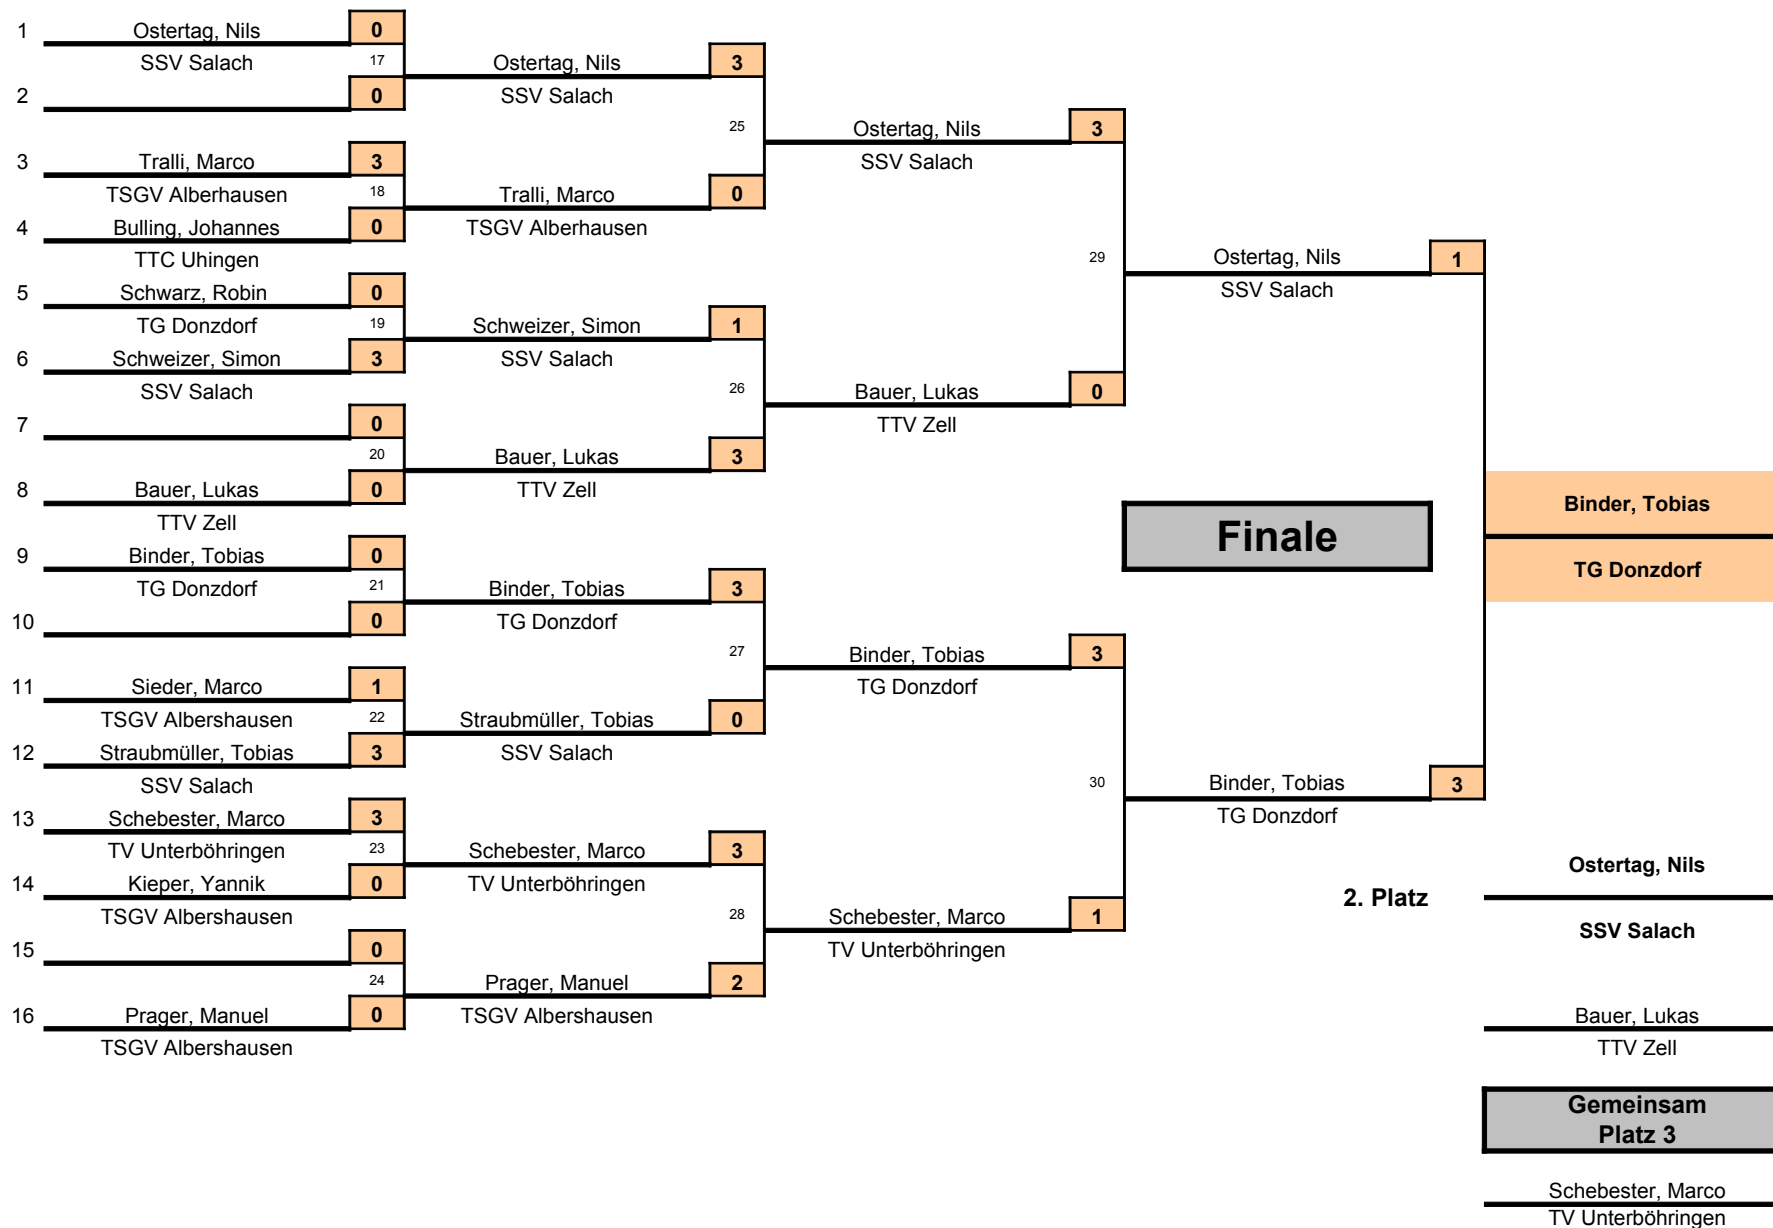 1 Ostertag, Nils 0
SSV Salach 17 Ostertag, Nils 3
2 0 SSV Salach
25 Ostertag, Nils 3
3 Tralli, Marco 3 SSV Salach
TSGV Alberhausen 18 Tralli, Marco 0
4 Bulling, Johannes 0 TSGV Alberhausen
TTC Uhingen 29 Ostertag, Nils 1
5 Schwarz, Robin 0 SSV Salach
TG Donzdorf 19 Schweizer, Simon 1
6 Schweizer, Simon 3 SSV Salach
SSV Salach 26 Bauer, Lukas 0
7 0 TTV Zell
20 Bauer, Lukas 3
8 Bauer, Lukas 0 TTV Zell
TTV Zell Finale Binder, Tobias
9 Binder, Tobias 0
TG Donzdorf 21 Binder, Tobias 3 TG Donzdorf
10 0 TG Donzdorf
27 Binder, Tobias 3
11 Sieder, Marco 1 TG Donzdorf
TSGV Albershausen 22 Straubmüller, Tobias 0
12 Straubmüller, Tobias 3 SSV Salach
SSV Salach 30 Binder, Tobias 3
13 Schebester, Marco 3 TG Donzdorf
TV Unterböhringen 23 Schebester, Marco 3
14 Kieper, Yannik 0 TV Unterböhringen Ostertag, Nils
TSGV Albershausen 28 Schebester, Marco 1 2. Platz
15 0 TV Unterböhringen SSV Salach
24 Prager, Manuel 2
16 Prager, Manuel 0 TSGV Albershausen Bauer, Lukas
TSGV Albershausen TTV Zell
Gemeinsam
Platz 3
Schebester, Marco
TV Unterböhringen